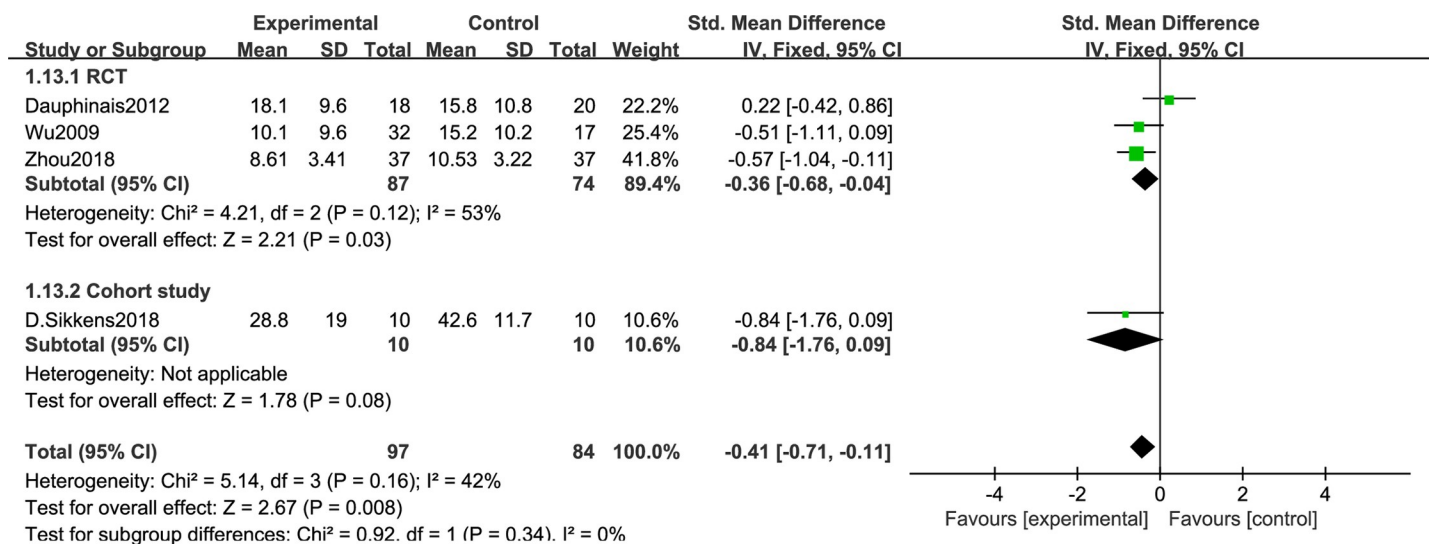 Experimental Control Std. Mean Difference Std. Mean Difference
Study or Subgroup Mean SD Total Mean SD Total Weight IV, Fixed, 95% CI IV, Fixed, 95% CI
1.13.1 RCT
Dauphinais2012 18.1 9.6 18 15.8 10.8 20 22.2% 0.22 [-0.42, 0.86]
Wu2009 10.1 9.6 32 15.2 10.2 17 25.4% -0.51 [-1.11, 0.09]
Zhou2018 8.61 3.41 37 10.53 3.22 37 41.8% -0.57 [-1.04, -0.11]
Subtotal (95% CI) 87 74 89.4% -0.36 [-0.68, -0.04]
Heterogeneity: Chi² = 4.21, df = 2 (P = 0.12); I² = 53%
Test for overall effect: Z = 2.21 (P = 0.03)
1.13.2 Cohort study
D.Sikkens2018 28.8 19 10 42.6 11.7 10 10.6% -0.84 [-1.76, 0.09]
Subtotal (95% CI) 10 10 10.6% -0.84 [-1.76, 0.09]
Heterogeneity: Not applicable
Test for overall effect: Z = 1.78 (P = 0.08)
Total (95% CI) 97 84 100.0% -0.41 [-0.71, -0.11]
Heterogeneity: Chi² = 5.14, df = 3 (P = 0.16); I² = 42%
Test for overall effect: Z = 2.67 (P = 0.008)
Test for subgroup differences: Chi² = 0.92, df = 1 (P = 0.34), I² = 0%
-4 -2 0 2 4
Favours [experimental] Favours [control]